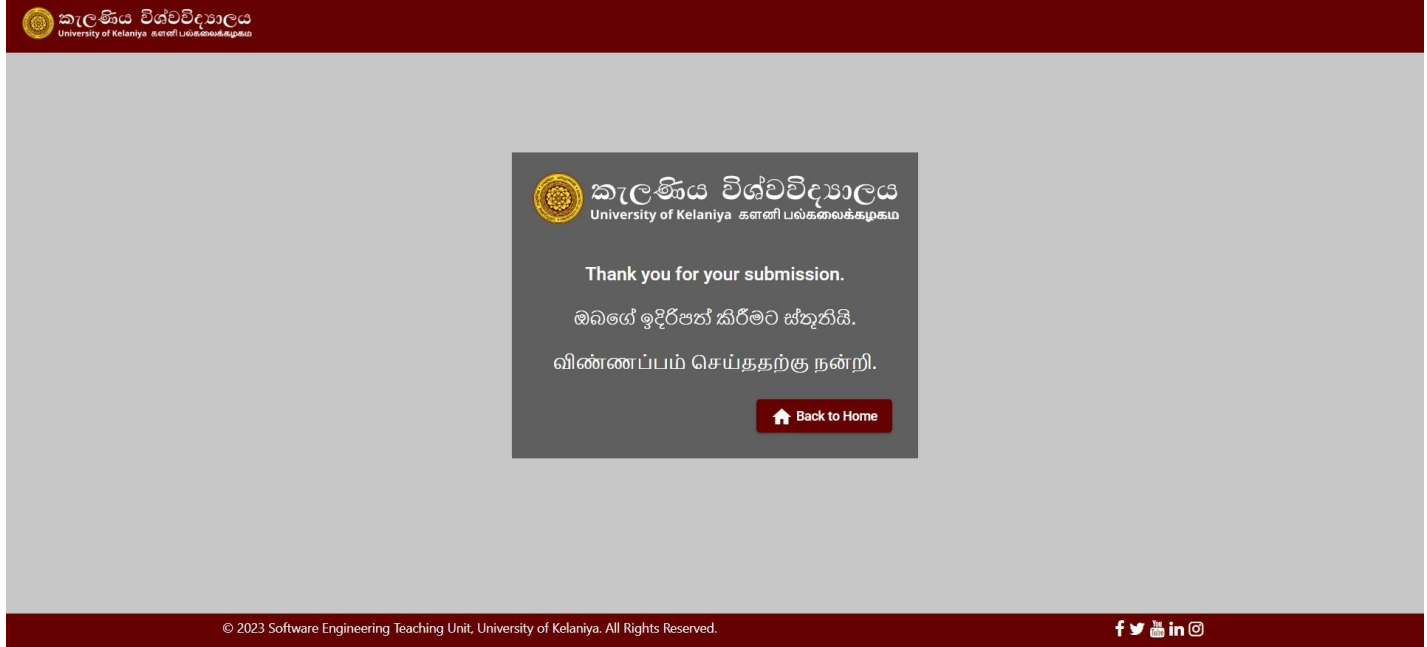 කැලණිය විශ්වවිද්‍යාලය
University of Kelaniya களனி பல்கலைக்கழகம
කැලණිය විශ්වවිද්‍යාලය
University of Kelaniya களனி பல்கலைக்கழகம
Thank you for your submission.
ඔබගේ ඉදිරිපත් කිරීමට ස්තූතියි.
விண்ணப்பம் செய்ததற்கு நன்றி.
Back to Home
© 2023 Software Engineering Teaching Unit, University of Kelaniya. All Rights Reserved.